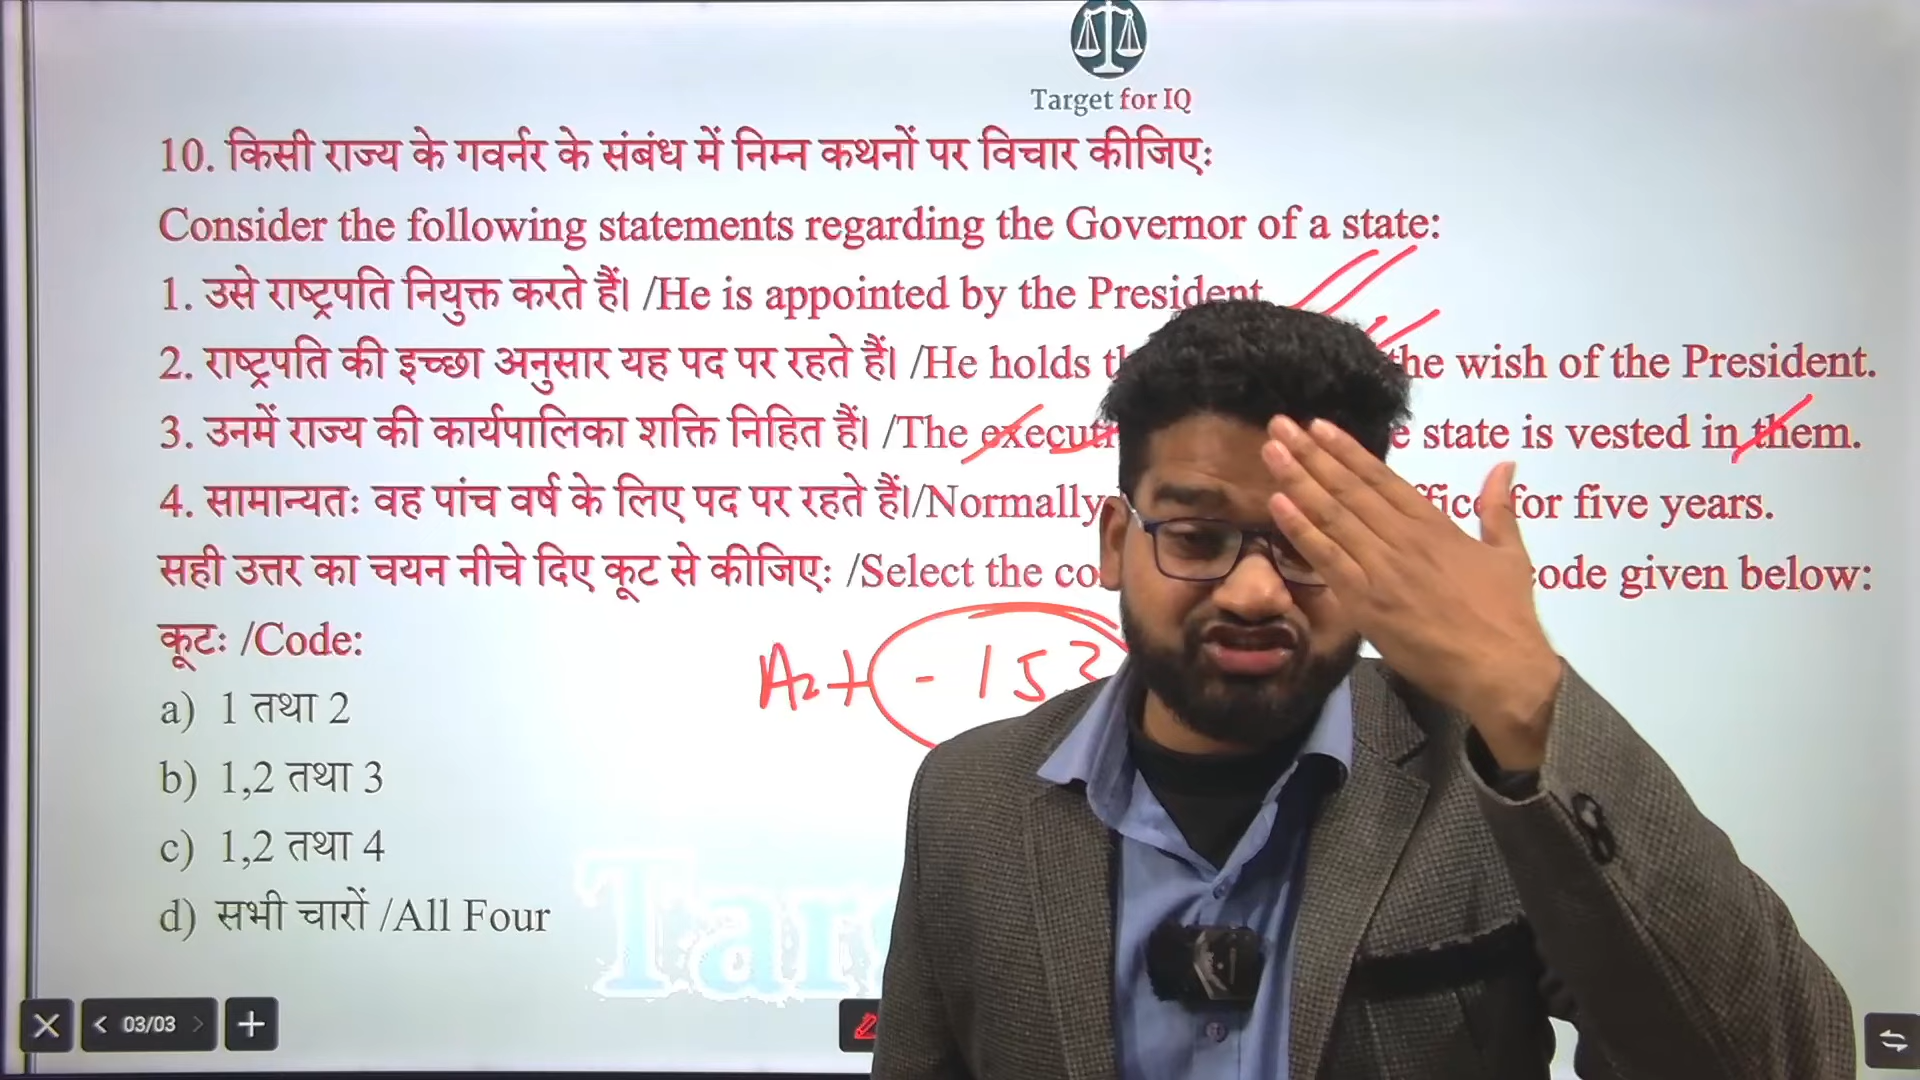 Target for IQ
10. किसी राज्य के गवर्नर के संबंध में निम्न कथनों पर विचार कीजिएः
Consider the following statements regarding the Governor of a state:
1. उसे राष्ट्रपति नियुक्त करते हैं। /He is appointed by the President
2. राष्ट्रपति की इच्छा अनुसार यह पद पर रहते हैं। /He holds the wish of the President.
3. उनमें राज्य की कार्यपालिका शक्ति निहित हैं। /The state is vested in them.
4. सामान्यतः वह पांच वर्ष के लिए पद पर रहते हैं।/Normally for five years.
सही उत्तर का चयन नीचे दिए कूट से कीजिएः /Select the code given below:
कूटः /Code:
- 153
a) 1 तथा 2
b) 1,2 तथा 3
c) 1,2 तथा 4
d) सभी चारों /All Four
03/03